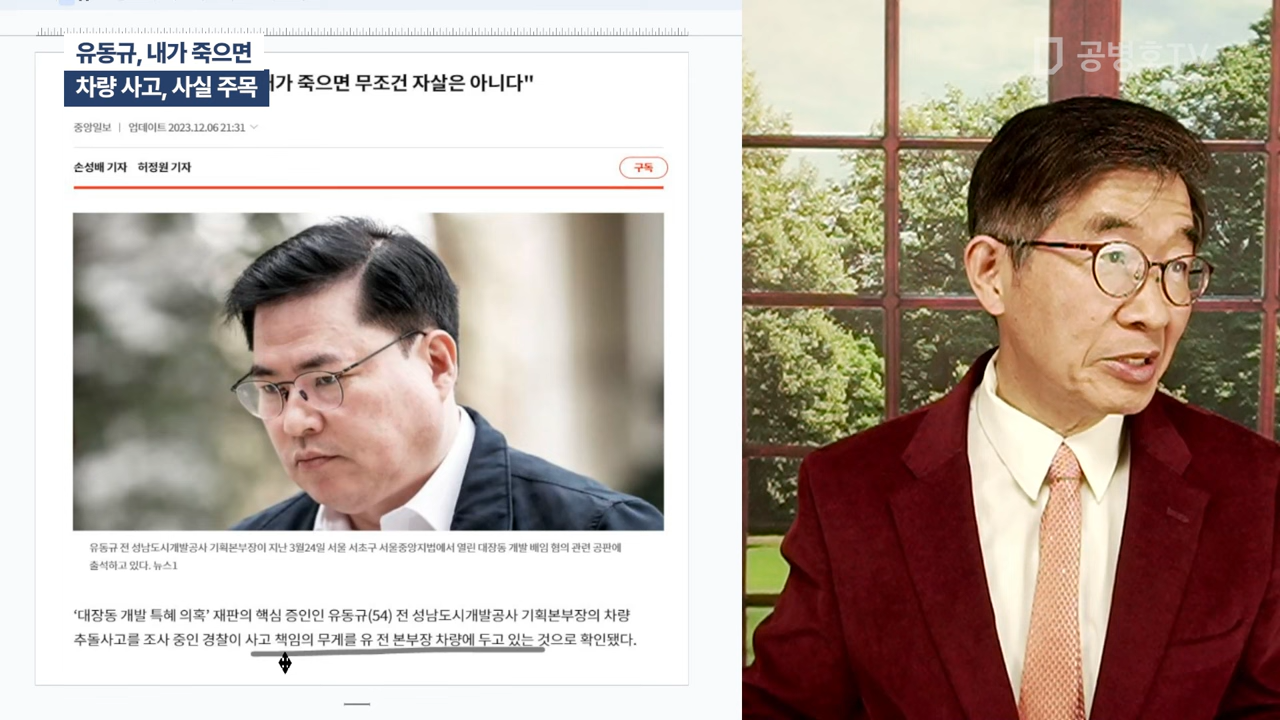 유동규, 내가 죽으면
차량 사고, 사실 주목
가 죽으면 무조건 자살은 아니다"
중앙일보 | 업데이트 2023.12.06 21:31
손성배 기자 허정원 기자
구독
유동규 전 성남도시개발공사 기획본부장이 지난 3월24일 서울 서초구 서울중앙지법에서 열린 대장동 개발 배임 혐의 관련 공판에
출석하고 있다. 뉴스1
‘대장동 개발 특혜 의혹’ 재판의 핵심 증인인 유동규(54) 전 성남도시개발공사 기획본부장의 차량
추돌사고를 조사 중인 경찰이 사고 책임의 무게를 유 전 본부장 차량에 두고 있는 것으로 확인됐다.
공병호TV